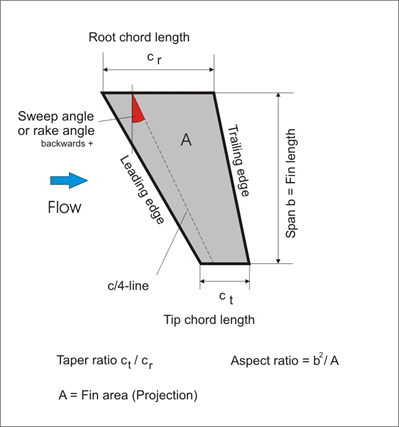 Root chord length
c r
Sweep angle
or rake angle
backwards +
A
Leading edge
Trailing edge
Span b = Fin length
Flow
c/4-line
c t
Tip chord length
Taper ratio c t / c r
Aspect ratio = b²/ A
A = Fin area (Projection)